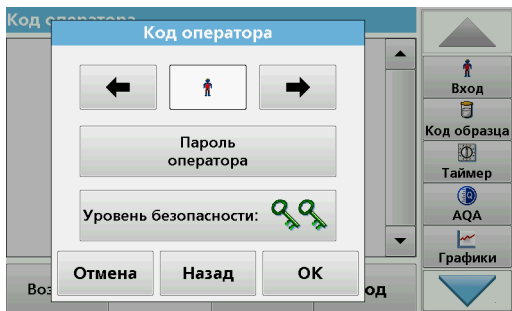 Код оператора
Код оператора
Пароль
оператора
Уровень безопасности:
Отмена
Назад
OK
Вход
Код образца
Таймер
AQA
Графики